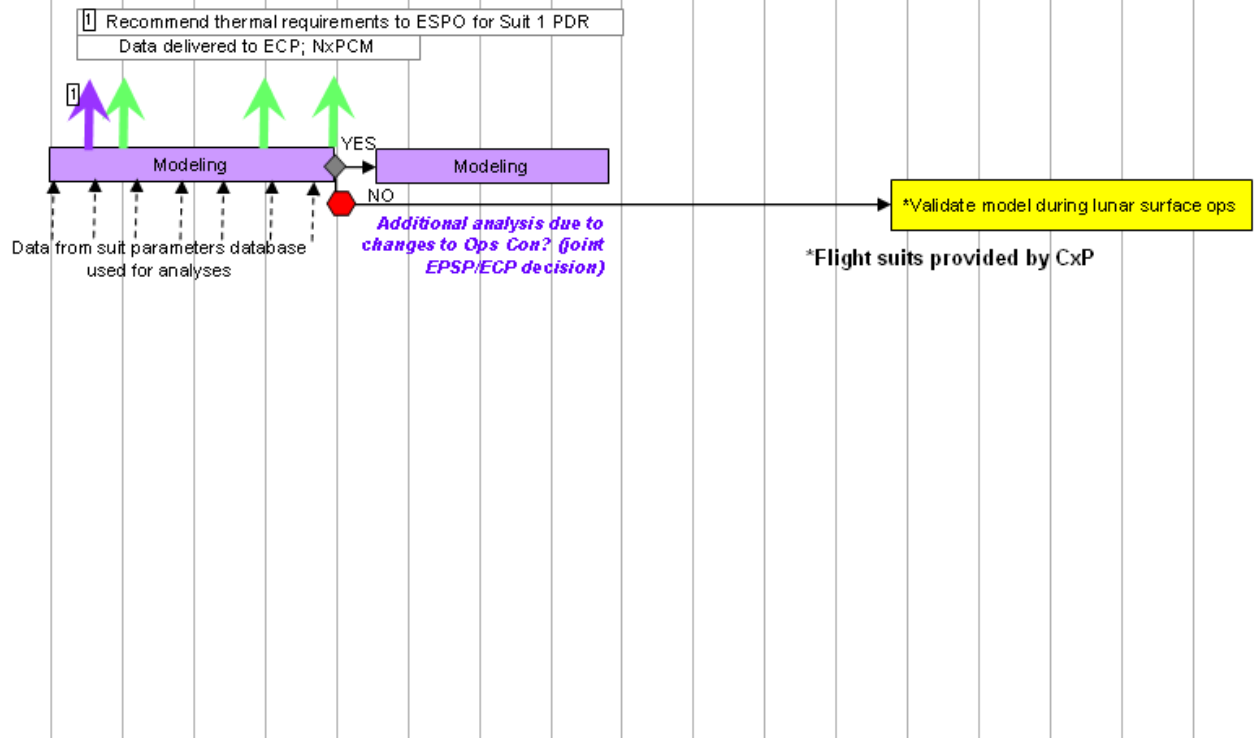 1 Recommend thermal requirements to ESPO for Suit 1 PDR
Data delivered to ECP; NxPCM
1
YES
Modeling
Modeling
NO
*Validate model during lunar surface ops
Additional analysis due to
changes to Ops Con? (joint
EPSP/ECP decision)
Data from suit parameters database
used for analyses
*Flight suits provided by CxP